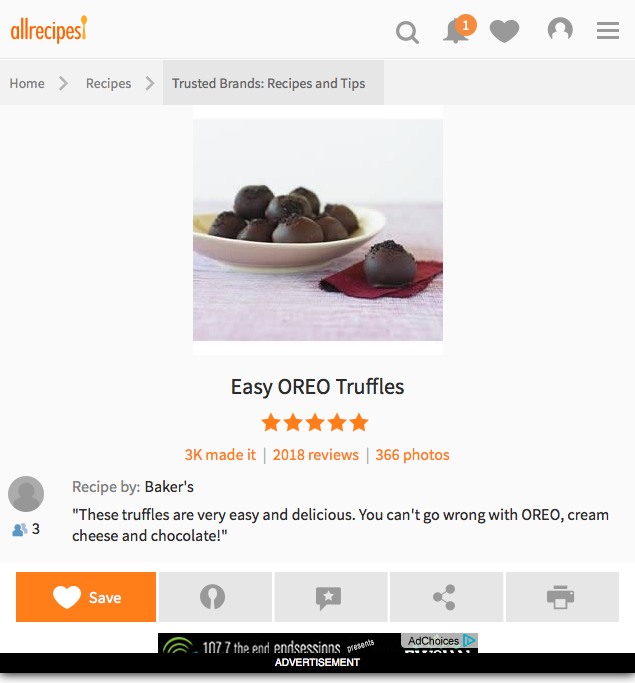 allrecipes
1
Home
Recipes
Trusted Brands: Recipes and Tips
Easy OREO Truffles
3K made it | 2018 reviews | 366 photos
Recipe by: Baker's
3
"These truffles are very easy and delicious. You can't go wrong with OREO, cream
cheese and chocolate!"
Save
107.7 the end endsessions presents
AdChoices
ADVERTISEMENT